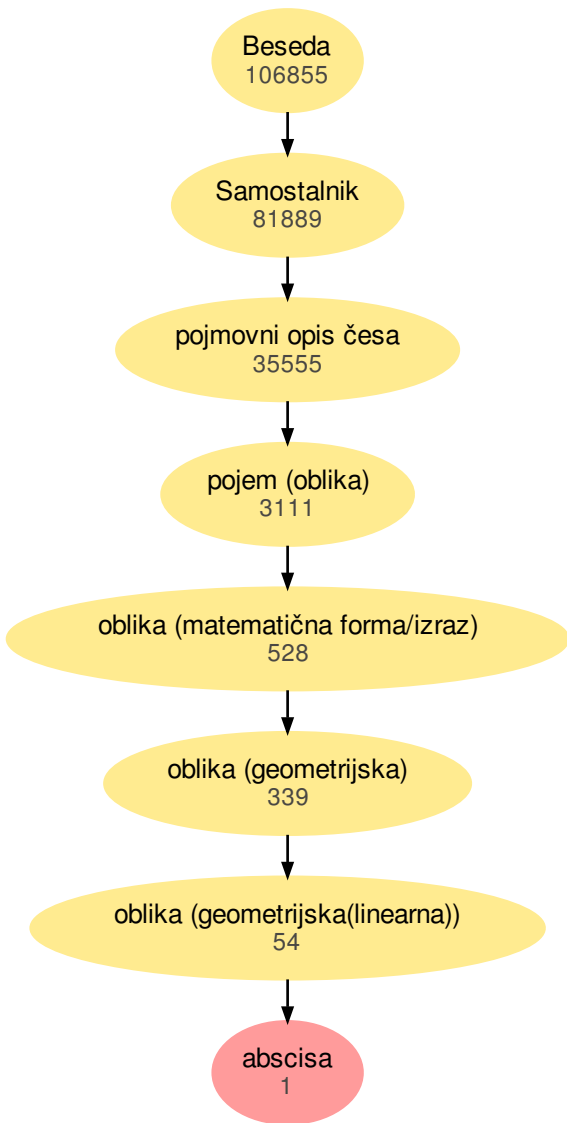 Beseda
106855
Samostalnik
81889
pojmovni opis česa
35555
pojem (oblika)
3111
oblika (matematična forma/izraz)
528
oblika (geometrijska)
339
oblika (geometrijska(linearna))
54
abscisa
1